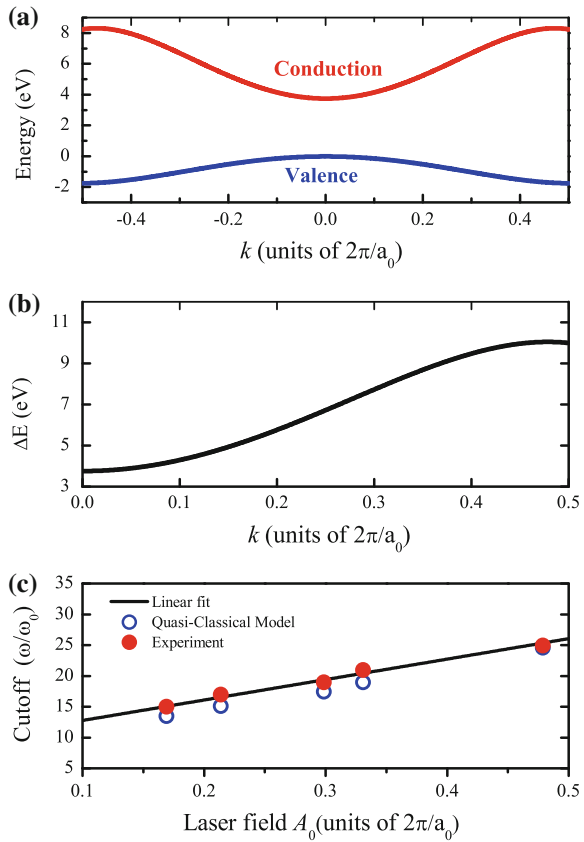 (a)
8
6
4
2
0
-2
Energy (eV)
Conduction
Valence
-0.4 -0.2 0.0 0.2 0.4
k (units of 2π/a₀)
(b)
11
9
7
5
3
ΔE (eV)
0.0 0.1 0.2 0.3 0.4 0.5
k (units of 2π/a₀)
(c)
35
30
25
20
15
10
5
Cutoff (ω/ω₀)
Linear fit
Quasi-Classical Model
Experiment
0.1 0.2 0.3 0.4 0.5
Laser field A₀(units of 2π/a₀)